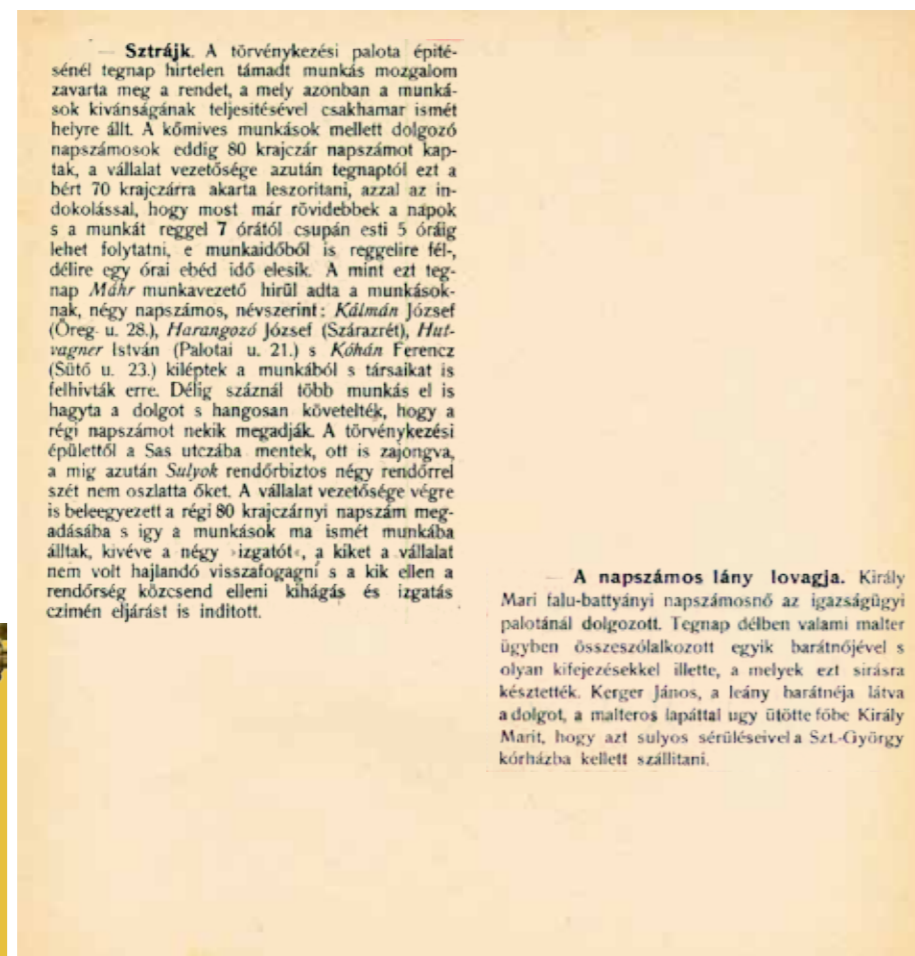 — Sztrájk. A törvénykezési palota épité-
sénél tegnap hirtelen támadt munkás mozgalom
zavarta meg a rendet, a mely azonban a munká-
sok kivánságának teljesitésével csakhamar ismét
helyre állt. A kőmives munkások mellett dolgozó
napszámosok eddig 80 krajczár napszámot kap-
tak, a vállalat vezetősége azután tegnaptól ezt a
bért 70 krajczárra akarta leszoritani, azzal az in-
dokolással, hogy most már rövidebbek a napok
s a munkát reggel 7 órától csupán esti 5 óráig
lehet folytatni, e munkaidőből is reggelire fél-,
délire egy órai ebéd idő elesik. A mint ezt teg-
nap Máhr munkavezető hirül adta a munkások-
nak, négy napszámos, névszerint: Kálmán József
(Öreg- u. 28.), Harangozó József (Szárazrét), Hut-
vagner István (Palotai u. 21.) s Kóhán Ferencz
(Sütő u. 23.) kiléptek a munkából s társaikat is
felhivták erre. Délig száznál több munkás el is
hagyta a dolgot s hangosan követelték, hogy a
régi napszámot nekik megadják. A törvénykezési
épülettől a Sas utczába mentek, ott is zajongva,
a mig azután Sulyok rendőrbiztos négy rendőrrel
szét nem oszlatta őket. A vállalat vezetősége végre
is beleegyezett a régi 80 krajczárnyi napszám meg-
adásába s igy a munkások ma ismét munkába
álltak, kivéve a négy ›izgatót‹, a kiket a vállalat
nem volt hajlandó visszafogagni s a kik ellen a
rendőrség közcsend elleni kihágás és izgatás
czimén eljárást is inditott.
— A napszámos lány lovagja. Király
Mari falu-battyányi napszámosnő az igazságügyi
palotánál dolgozott. Tegnap délben valami malter
ügyben összeszólalkozott egyik barátnőjével s
olyan kifejezésekkel illette, a melyek ezt sirásra
késztették. Kerger János, a leány barátnéja látva
a dolgot, a malteros lapáttal ugy ütötte főbe Király
Marit, hogy azt sulyos sérüléseivel a Szt.-György
kórházba kellett szállitani.